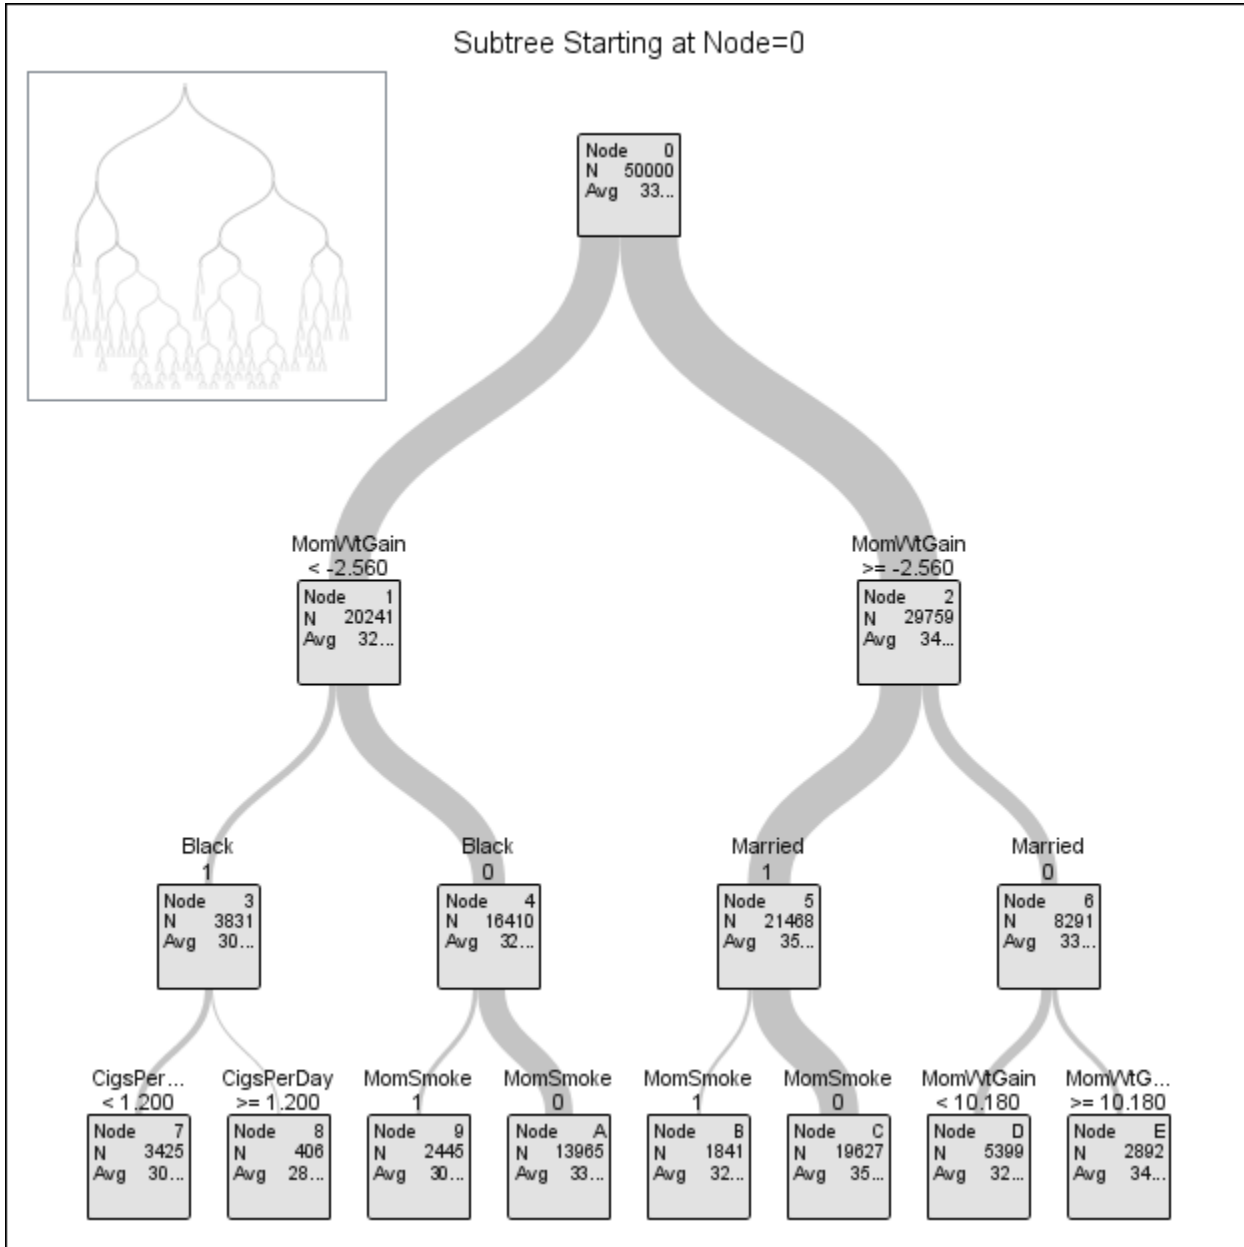 Subtree Starting at Node=0
Node 0
N 50000
Avg 33...
MomWtGain
< -2.560
Node 1
N 20241
Avg 32...
MomWtGain
>= -2.560
Node 2
N 29759
Avg 34...
Black
1
Node 3
N 3831
Avg 30...
Black
0
Node 4
N 16410
Avg 32...
Married
1
Node 5
N 21468
Avg 35...
Married
0
Node 6
N 8291
Avg 33...
CigsPer...
< 1.200
Node 7
N 3425
Avg 30...
CigsPerDay
>= 1.200
Node 8
N 406
Avg 28...
MomSmoke
1
Node 9
N 2445
Avg 30...
MomSmoke
0
Node A
N 13965
Avg 33...
MomSmoke
1
Node B
N 1841
Avg 32...
MomSmoke
0
Node C
N 19627
Avg 35...
MomWtGain
< 10.180
Node D
N 5399
Avg 32...
MomWtG...
>= 10.180
Node E
N 2892
Avg 34...